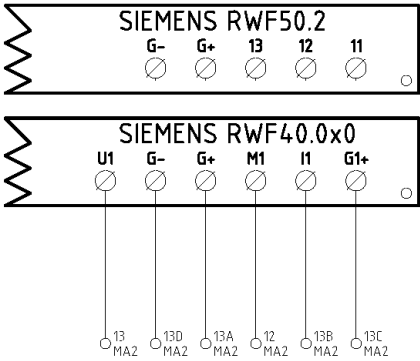 SIEMENS RWF50.2
G- G+ 13 12 11
SIEMENS RWF40.0x0
U1 G- G+ M1 I1 G1+
13 13D 13A 12 13B 13C
MA2 MA2 MA2 MA2 MA2 MA2